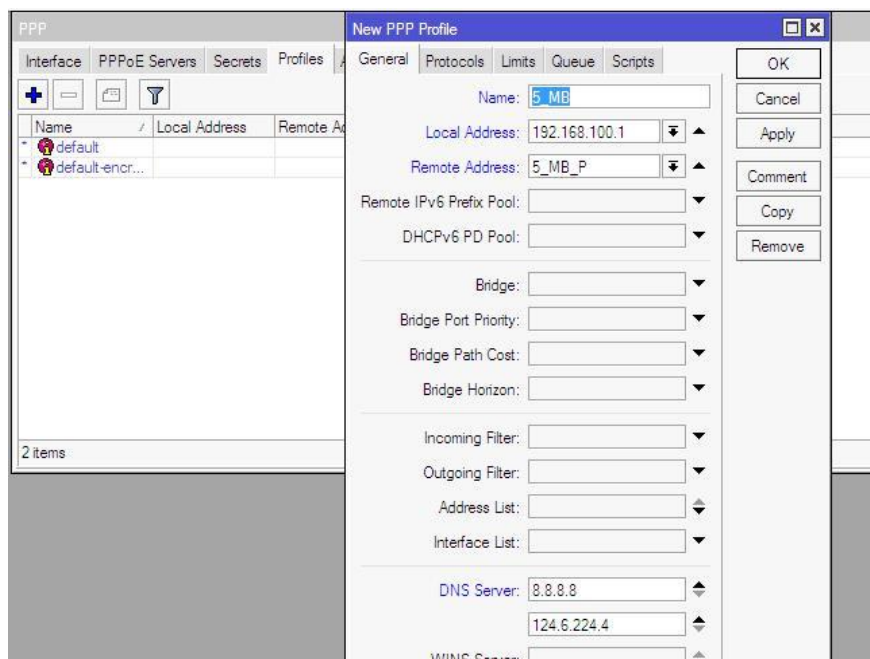 PPP
Interface PPPoE Servers Secrets Profiles
Name Local Address Remote
default
default-encr...
2 items
New PPP Profile
General Protocols Limits Queue Scripts
Name: 5_MB
Local Address: 192.168.100.1
Remote Address: 5_MB_P
Remote IPv6 Prefix Pool:
DHCPv6 PD Pool:
Bridge:
Bridge Port Priority:
Bridge Path Cost:
Bridge Horizon:
Incoming Filter:
Outgoing Filter:
Address List:
Interface List:
DNS Server: 8.8.8.8
124.6.224.4
WINS Server:
OK
Cancel
Apply
Comment
Copy
Remove